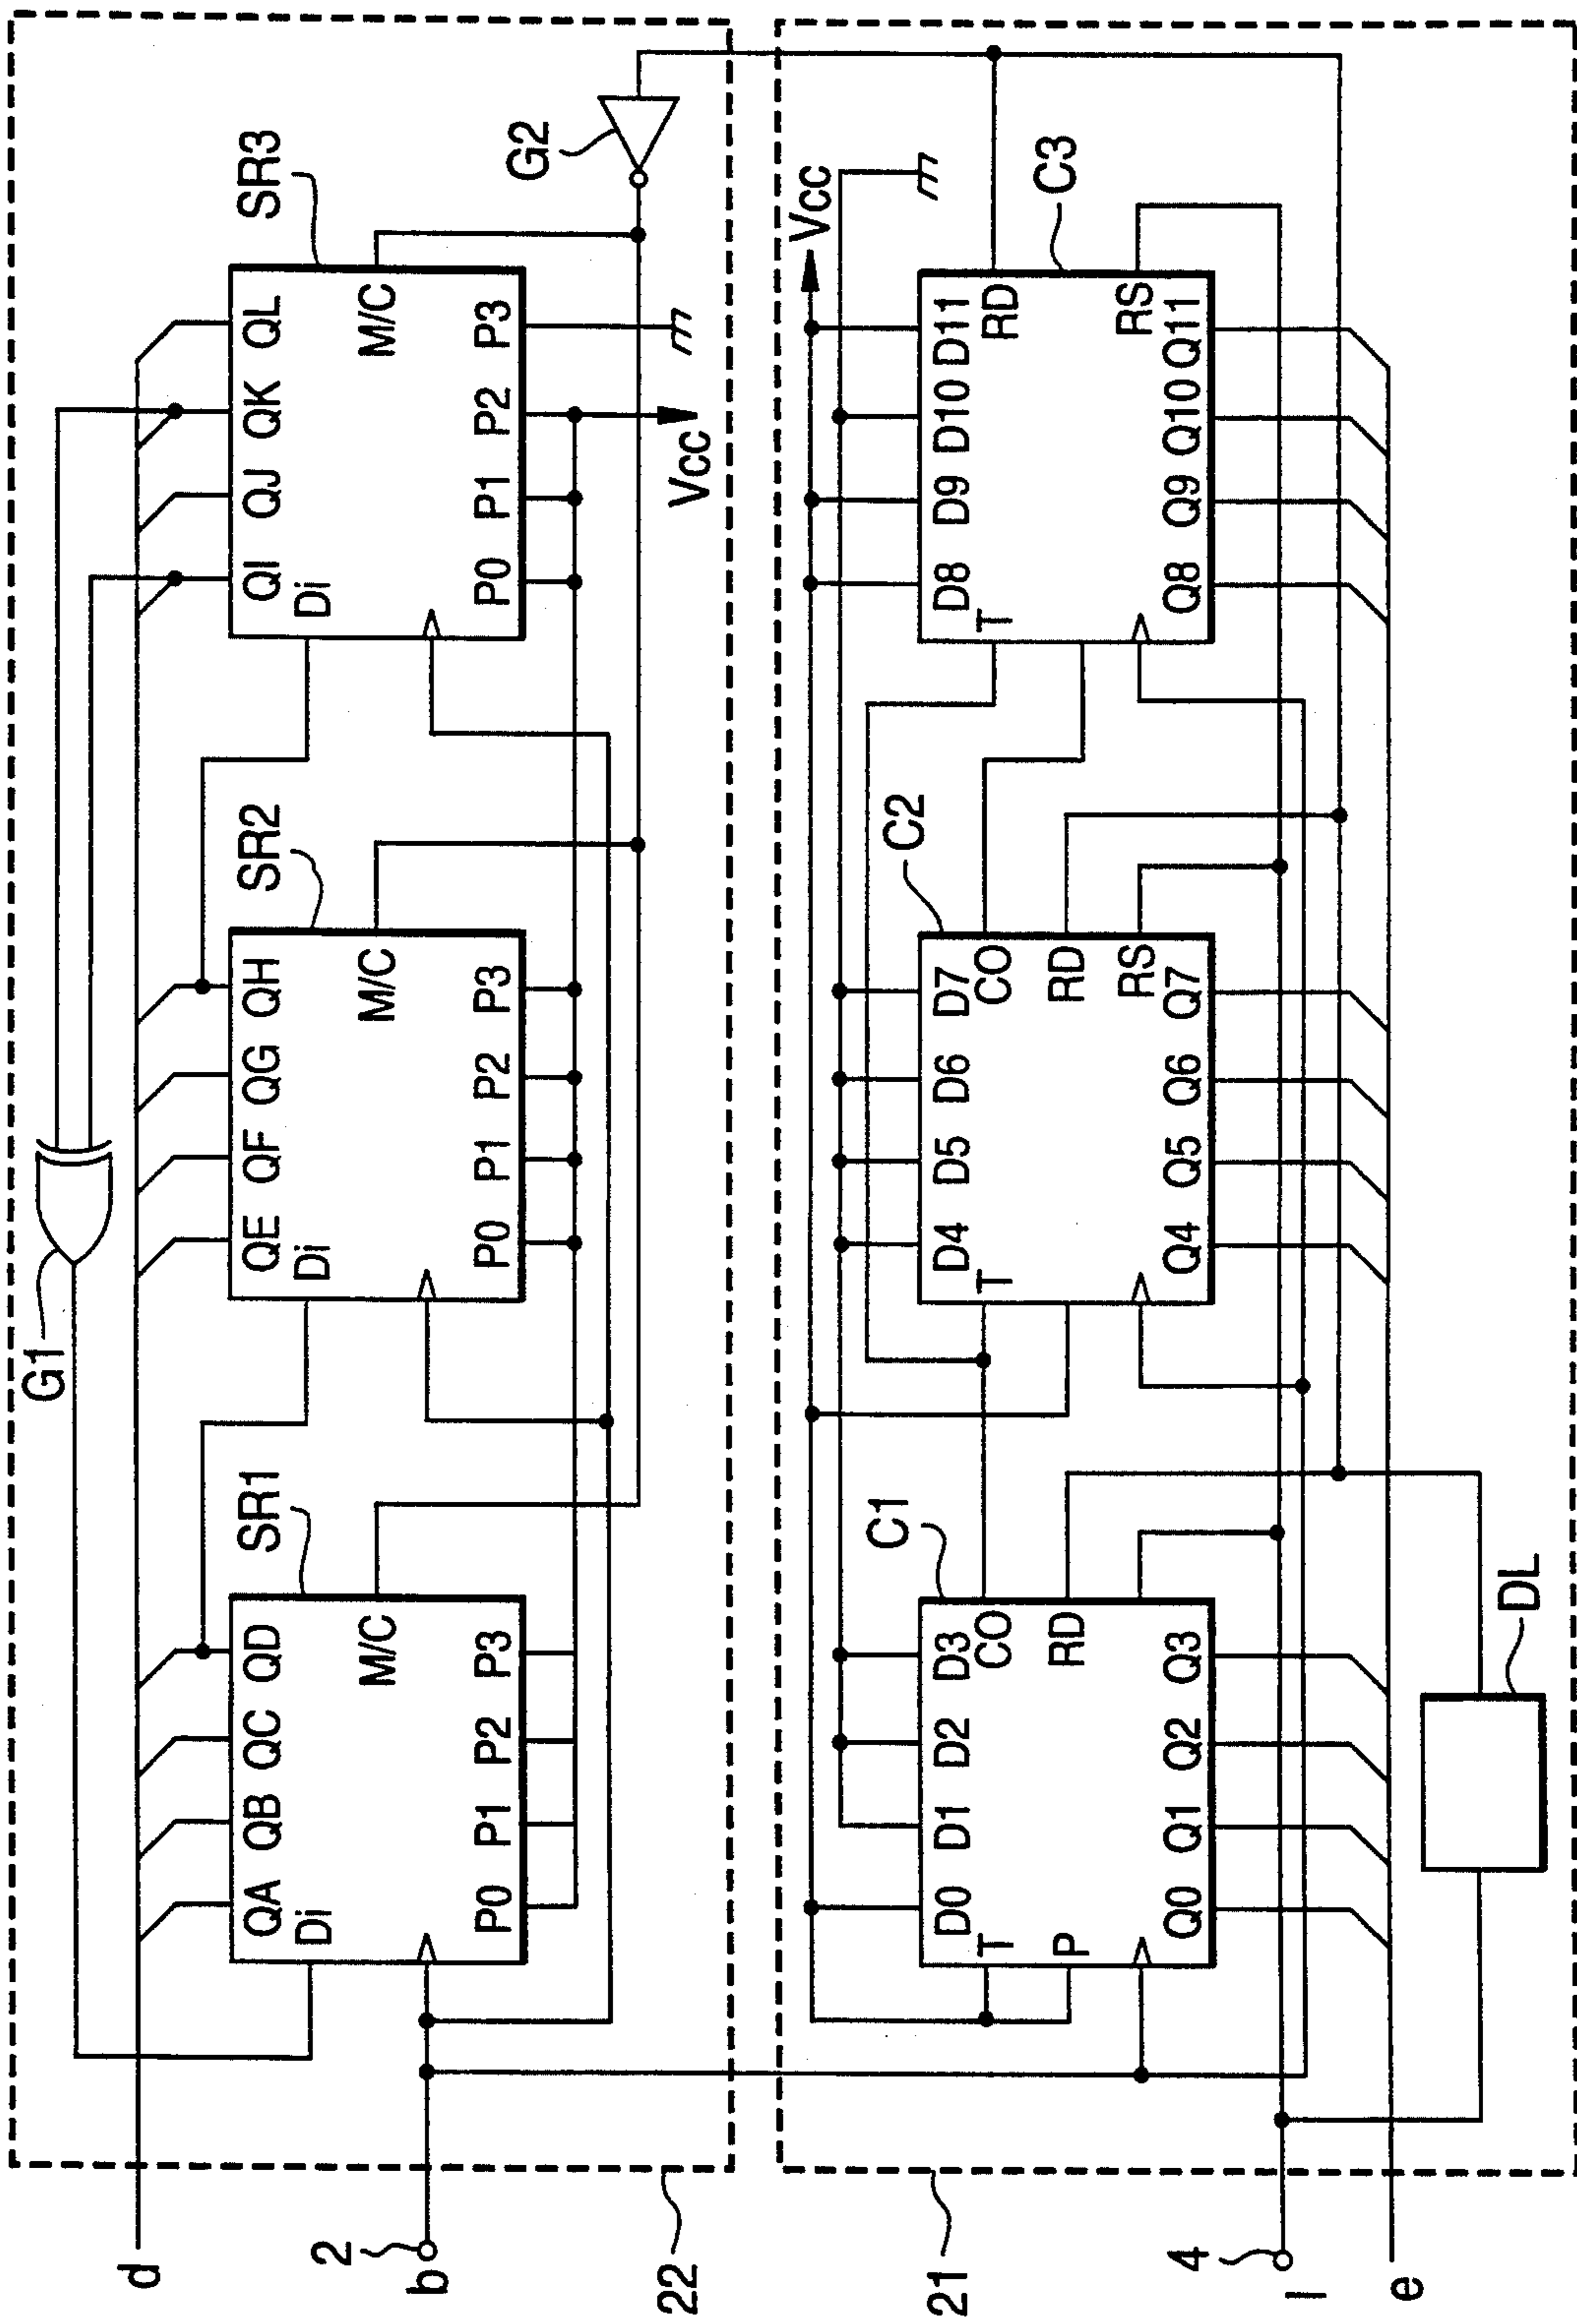 G1
QA QB QC QD QE QF QG QH QI QJ QK QL
d
SR1 SR2 SR3
Di M/C Di M/C Di M/C
2
b
P0 P1 P2 P3 P0 P1 P2 P3 P0 P1 P2 P3
G2
Vcc
22
21
Vcc
C1 C2 C3
D0 D1 D2 D3 D4 D5 D6 D7 D8 D9 D10 D11
T CO T CO T RD
P RD RD
RS RS
Q0 Q1 Q2 Q3 Q4 Q5 Q6 Q7 Q8 Q9 Q10 Q11
4
l
e
DL